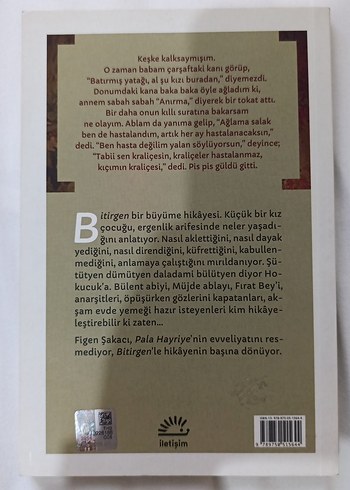 Keşke kalksaymışım.
O zaman babam çarşaftaki kanı görüp,
"Batırmış yatağı, al şu kızı buradan," diyemezdi.
Donumdaki kana baka baka öyle ağladım ki,
annem sabah sabah "Anırma," diyerek bir tokat attı.
Bir daha onun kıllı suratına bakarsam
ne olayım. Ablam da yanıma gelip, "Ağlama salak
ben de hastalandım, artık her ay hastalanacaksın,"
dedi. "Ben hasta değilim yalan söylüyorsun," deyince;
"Tabii sen kraliçesin, kraliçeler hastalanmaz,
kıçımın kraliçesi," dedi. Pis pis güldü gitti.
Bitirgen bir büyüme hikâyesi. Küçük bir kız
çocuğu, ergenlik arifesinde neler yaşadı-
ğını anlatıyor. Nasıl aklettiğini, nasıl dayak
yediğini, nasıl direndiğini, küfrettiğini, kabullen-
mediğini, anlamaya çalıştığını mırıldanıyor. Şü-
tütyen dümütyen daladami bülütyen diyor Ho-
kucuk'a. Bülent abiyi, Müjde ablayı, Fırat Bey'i,
anarşitleri, öpüşürken gözlerini kapatanları, ak-
şam evde yemeği hazır isteyenleri kim hikâye-
leştirebilir ki zaten...
Figen Şakacı, Pala Hayriye'nin evveliyatını res-
mediyor, Bitirgen'le hikâyenin başına dönüyor.
iletişim